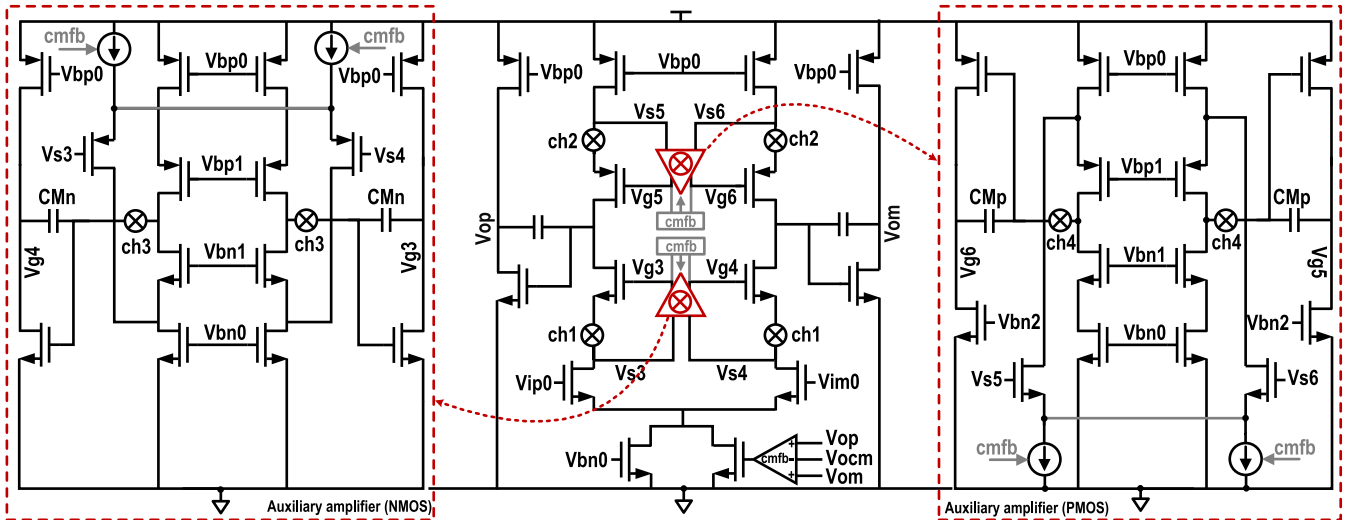 cmfb
cmfb
Vbp0
Vbp0
Vbp0
Vs3
Vs4
Vbp1
CMn
CMn
ch3
ch3
Vg4
Vg3
Vbn1
Vbn0
Auxiliary amplifier (NMOS)
Vbp0
Vbp0
Vbp0
Vs5
Vs6
ch2
ch2
Vg5
Vg6
cmfb
cmfb
Vop
Vom
Vg3
Vg4
ch1
ch1
Vs3
Vs4
Vip0
Vim0
Vbn0
cmfb
+
-
+
Vop
Vocm
Vom
Vbp0
Vbp1
CMp
CMp
ch4
ch4
Vg6
Vg5
Vbn1
Vbn2
Vbn2
Vbn0
Vs5
Vs6
cmfb
cmfb
Auxiliary amplifier (PMOS)